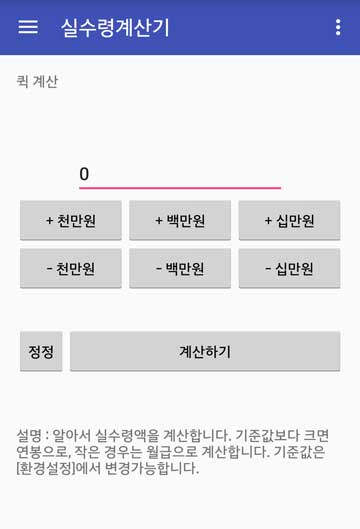 실수령계산기
퀵 계산
0
+ 천만원
+ 백만원
+ 십만원
- 천만원
- 백만원
- 십만원
정정
계산하기
설명 : 알아서 실수령액을 계산합니다. 기준값보다 크면
연봉으로, 작은 경우는 월급으로 계산합니다. 기준값은
[환경설정]에서 변경가능합니다.